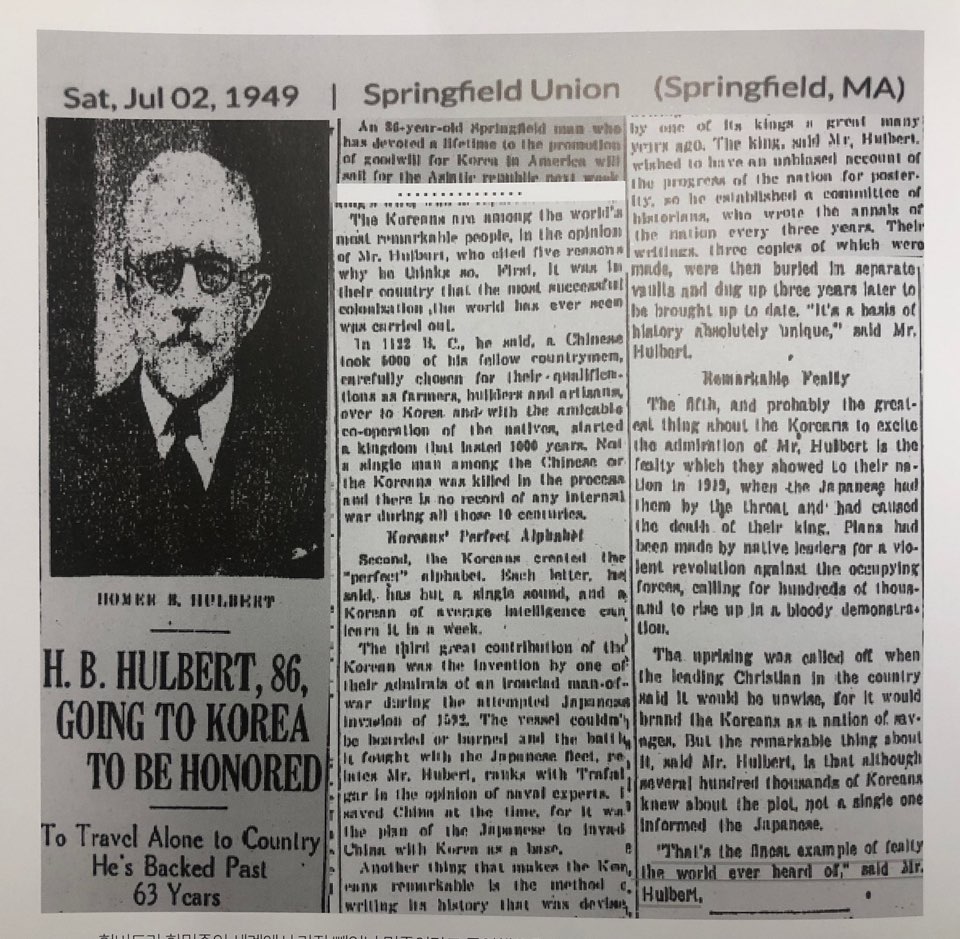 Sat, Jul 02, 1949 | Springfield Union (Springfield, MA)
HOMER B. HULBERT
H. B. HULBERT, 86,
GOING TO KOREA
TO BE HONORED
To Travel Alone to Country
He's Backed Past
63 Years
An 86-year-old Springfield man who
has devoted a lifetime to the promotion
of goodwill for Korea in America will
sail for the Asiatic republic next week
The Koreans are among the world's
most remarkable people, in the opinion
of Mr. Hulburt, who cited five reasons
why he thinks so. First, it was in
their country that the most successful
colonization the world has ever seen
was carried out.
In 1122 B. C., he said, a Chinese
took 5000 of his fellow countrymen,
carefully chosen for their qualifica-
tions as farmers, builders and artisans,
over to Korea and with the amicable
co-operation of the natives, started
a kingdom that lasted 1000 years. Not
a single man among the Chinese or
the Koreans was killed in the process
and there is no record of any internal
war during all those 10 centuries.
Koreans' Perfect Alphabet
Second, the Koreans created the
"perfect" alphabet. Each letter, he
said, has but a single sound, and a
Korean of average intelligence can
learn it in a week.
The third great contribution of the
Korean was the invention by one of
their admirals of an ironclad man-of-
war during the attempted Japanese
invasion of 1592. The vessel couldn't
be boarded or burned and the battle
it fought with the Japanese fleet, re
lates Mr. Hubert, ranks with Trafal
gar in the opinion of naval experts. I
saved China at the time, for it wa
the plan of the Japanese to invad
China with Korea as a base.
Another thing that makes the Kor
eans remarkable is the method o
writing its history that was devise
by one of its kings a great many
years ago. The king, said Mr. Hulbert,
wished to have an unbiased account of
the progress of the nation for poster-
ity, so he established a committee of
historians, who wrote the annals of
the nation every three years. Their
writings, three copies of which were
made, were then buried in separate
vaults and dug up three years later to
be brought up to date. "It's a basis of
history absolutely unique," said Mr.
Hulbert.
Remarkable Fealty
The fifth, and probably the great-
est thing about the Koreans to excite
the admiration of Mr. Hulbert is the
fealty which they showed to their na-
tion in 1919, when the Japanese had
them by the throat and had caused
the death of their king. Plans had
been made by native leaders for a vio-
lent revolution against the occupying
forces, calling for hundreds of thous-
and to rise up in a bloody demonstra-
tion.
The uprising was called off when
the leading Christian in the country
said it would be unwise, for it would
brand the Koreans as a nation of sav-
ages. But the remarkable thing about
it, said Mr. Hulbert, is that although
several hundred thousands of Koreans
knew about the plot, not a single one
informed the Japanese.
"That's the finest example of fealty
the world ever heard of," said Mr.
Hulbert.